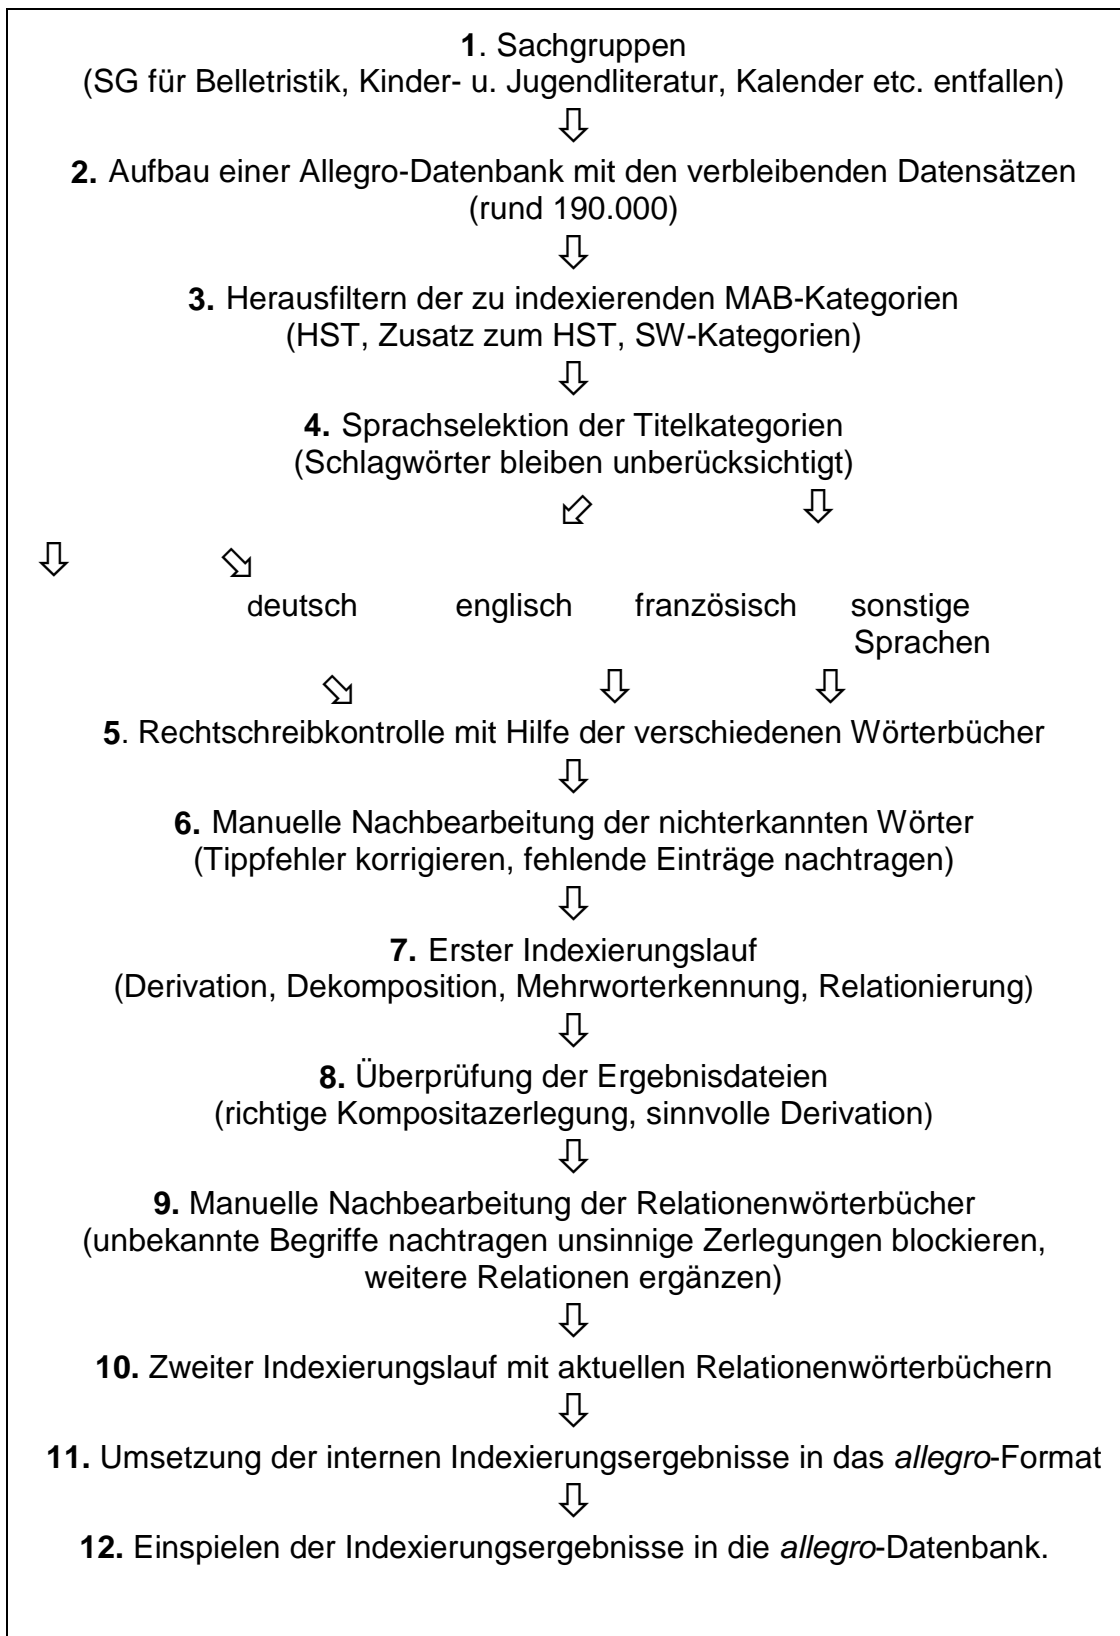 1. Sachgruppen
(SG für Belletristik, Kinder- u. Jugendliteratur, Kalender etc. entfallen)
⇩
2. Aufbau einer Allegro-Datenbank mit den verbleibenden Datensätzen
(rund 190.000)
⇩
3. Herausfiltern der zu indexierenden MAB-Kategorien
(HST, Zusatz zum HST, SW-Kategorien)
⇩
4. Sprachselektion der Titelkategorien
(Schlagwörter bleiben unberücksichtigt)
deutsch englisch französisch sonstige
Sprachen
5. Rechtschreibkontrolle mit Hilfe der verschiedenen Wörterbücher
⇩
6. Manuelle Nachbearbeitung der nichterkannten Wörter
(Tippfehler korrigieren, fehlende Einträge nachtragen)
⇩
7. Erster Indexierungslauf
(Derivation, Dekomposition, Mehrworterkennung, Relationierung)
⇩
8. Überprüfung der Ergebnisdateien
(richtige Kompositazerlegung, sinnvolle Derivation)
⇩
9. Manuelle Nachbearbeitung der Relationenwörterbücher
(unbekannte Begriffe nachtragen unsinnige Zerlegungen blockieren,
weitere Relationen ergänzen)
⇩
10. Zweiter Indexierungslauf mit aktuellen Relationenwörterbüchern
⇩
11. Umsetzung der internen Indexierungsergebnisse in das allegro-Format
⇩
12. Einspielen der Indexierungsergebnisse in die allegro-Datenbank.